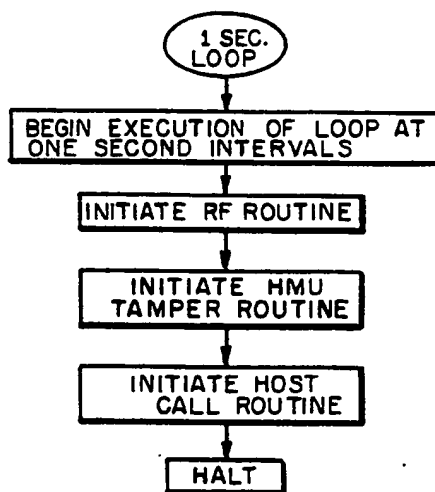 1 SEC.
LOOP
BEGIN EXECUTION OF LOOP AT
ONE SECOND INTERVALS
INITIATE RF ROUTINE
INITIATE HMU
TAMPER ROUTINE
INITIATE HOST
CALL ROUTINE
HALT